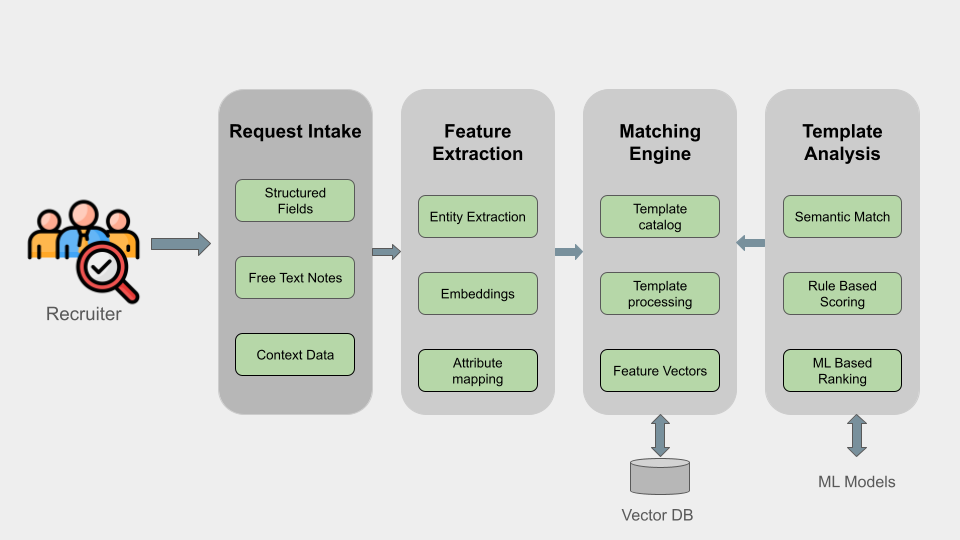 Request Intake
Structured
Fields
Free Text Notes
Context Data
Feature
Extraction
Entity Extraction
Embeddings
Attribute
mapping
Matching
Engine
Template
catalog
Template
processing
Feature Vectors
Template
Analysis
Semantic Match
Rule Based
Scoring
ML Based
Ranking
Recruiter
Vector DB
ML Models